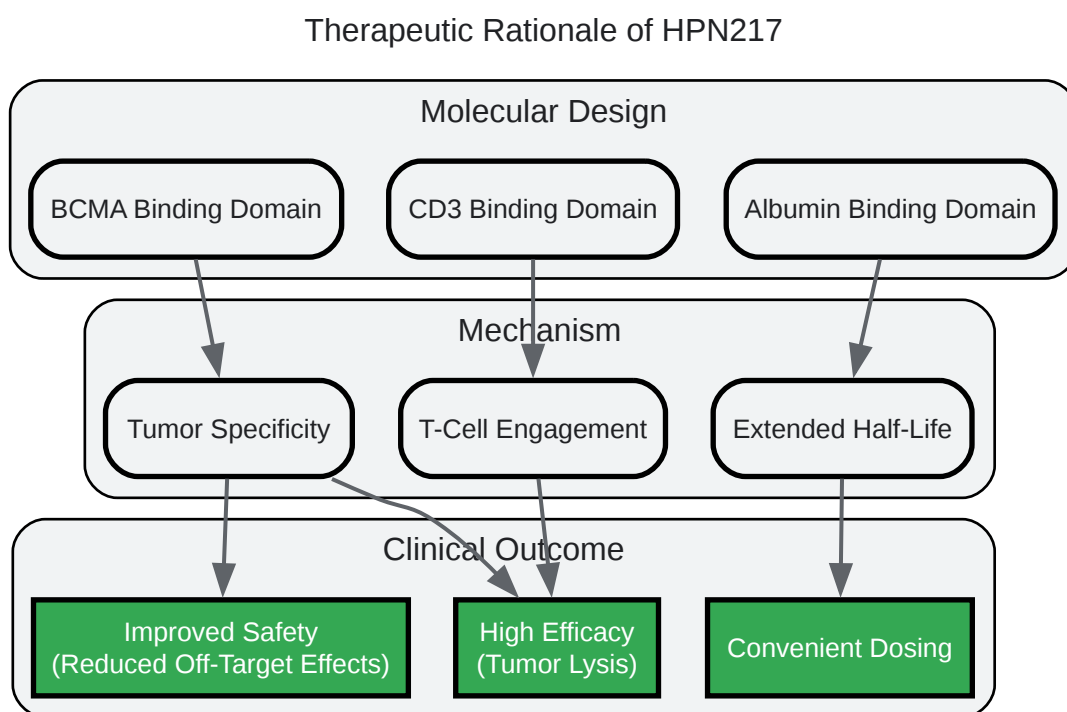 Therapeutic Rationale of HPN217
Molecular Design
BCMA Binding Domain
CD3 Binding Domain
Albumin Binding Domain
Mechanism
Tumor Specificity
T-Cell Engagement
Extended Half-Life
Clinical Outcome
Improved Safety
(Reduced Off-Target Effects)
High Efficacy
(Tumor Lysis)
Convenient Dosing